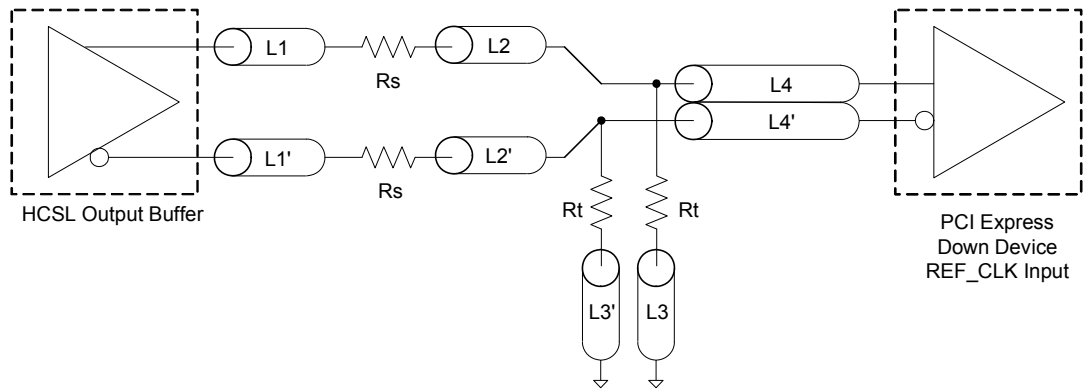 L1
L2
Rs
L4
L4'
L1'
L2'
Rs
HCSL Output Buffer
Rt
Rt
PCI Express
Down Device
REF_CLK Input
L3'
L3